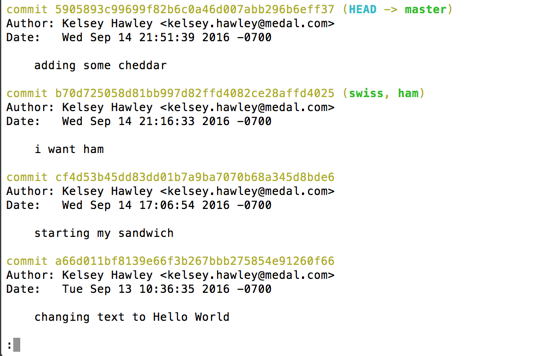 commit 5905893c99699f82b6c0a46d007abb296b6eff37 (HEAD -> master)
Author: Kelsey Hawley <kelsey.hawley@medal.com>
Date:   Wed Sep 14 21:51:39 2016 -0700
adding some cheddar
commit b70d725058d81bb997d82ffd4082ce28affd4025 (swiss, ham)
Author: Kelsey Hawley <kelsey.hawley@medal.com>
Date:   Wed Sep 14 21:16:33 2016 -0700
i want ham
commit cf4d53b45dd83dd01b7a9ba7070b68a345d8bde6
Author: Kelsey Hawley <kelsey.hawley@medal.com>
Date:   Wed Sep 14 17:06:54 2016 -0700
starting my sandwich
commit a66d011bf8139e66f3b267bbb275854e91260f66
Author: Kelsey Hawley <kelsey.hawley@medal.com>
Date:   Tue Sep 13 10:36:35 2016 -0700
changing text to Hello World
: